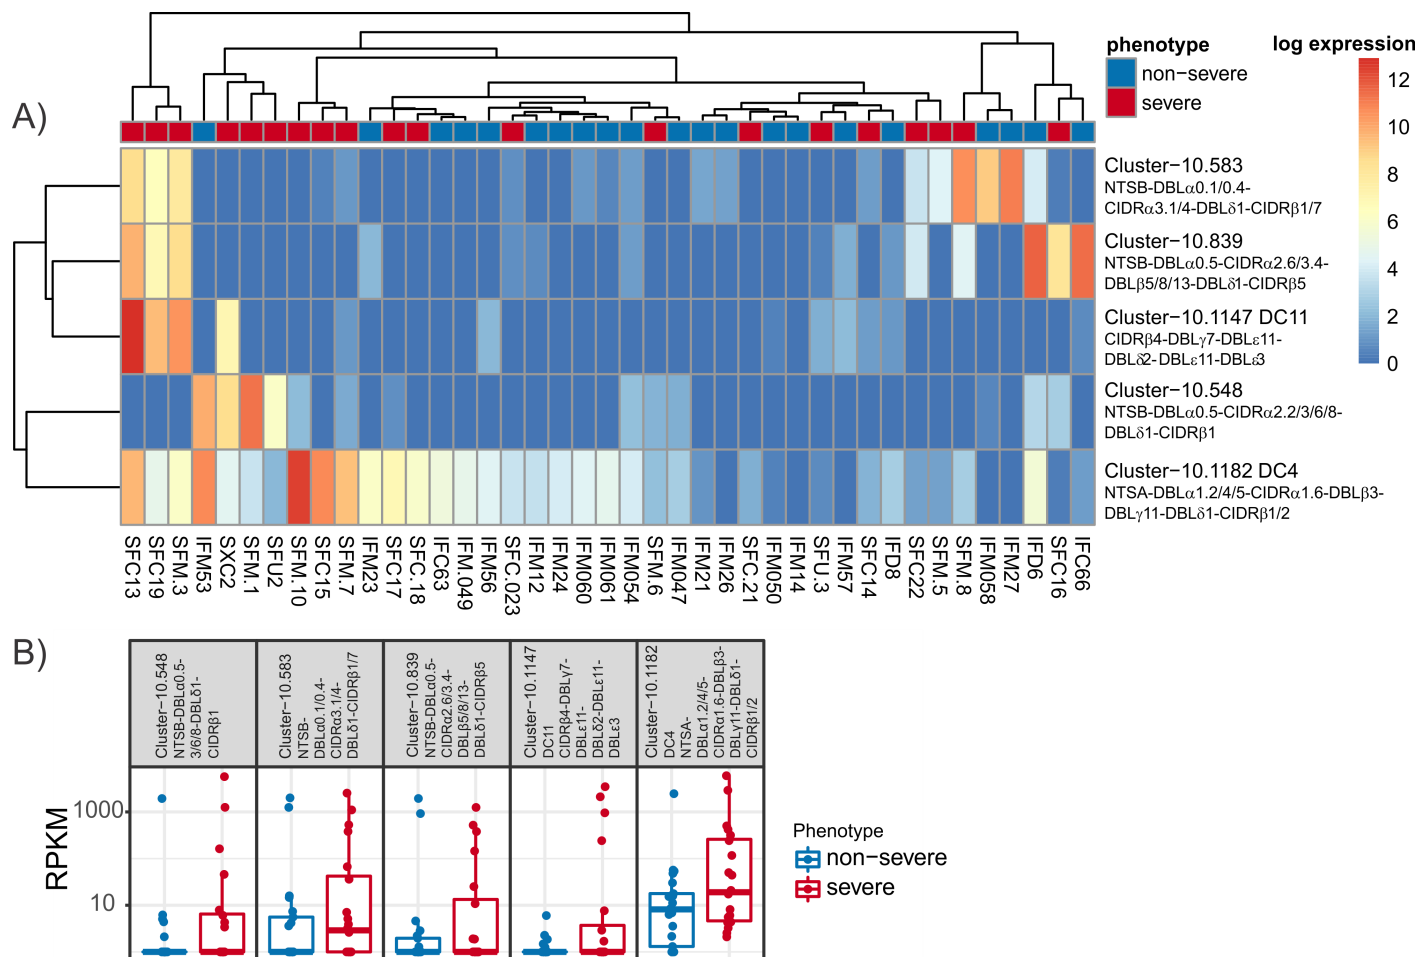 A)
phenotype
non−severe
severe
log expression
12
10
8
6
4
2
0
Cluster−10.583
NTSB-DBLα0.1/0.4-
CIDRα3.1/4-DBLδ1-CIDRβ1/7
Cluster−10.839
NTSB-DBLα0.5-CIDRα2.6/3.4-
DBLβ5/8/13-DBLδ1-CIDRβ5
Cluster−10.1147 DC11
CIDRβ4-DBLγ7-DBLε11-
DBLδ2-DBLε11-DBLε3
Cluster−10.548
NTSB-DBLα0.5-CIDRα2.2/3/6/8-
DBLδ1-CIDRβ1
Cluster−10.1182 DC4
NTSA-DBLα1.2/4/5-CIDRα1.6-DBLβ3-
DBLγ11-DBLδ1-CIDRβ1/2
SFC13
SFC19
SFM.3
IFM53
SXC2
SFM.1
SFU2
SFM.10
SFC15
SFM.7
IFM23
SFC17
SFC.18
IFC63
IFM.049
IFM56
SFC.023
IFM12
IFM24
IFM060
IFM061
IFM054
SFM.6
IFM047
IFM21
IFM26
SFC.21
IFM050
IFM14
SFU.3
IFM57
SFC14
IFD8
SFC22
SFM.5
SFM.8
IFM058
IFM27
IFD6
SFC16
IFC66
B)
Cluster-10.548
NTSB-DBLα0.5-
3/6/8-DBLδ1-
CIDRβ1
Cluster-10.583
NTSB-
DBLα0.1/0.4-
CIDRα3.1/4-
DBLδ1-CIDRβ1/7
Cluster-10.839
NTSB-DBLα0.5-
CIDRα2.6/3.4-
DBLβ5/8/13-
DBLδ1-CIDRβ5
Cluster-10.1147
DC11
CIDRβ4-DBLγ7-
DBLε11-
DBLδ2-DBLε11-
DBLε3
Cluster-10.1182
DC4
NTSA-
DBLα1.2/4/5-
CIDRα1.6-DBLβ3-
DBLγ11-DBLδ1-
CIDRβ1/2
RPKM
1000
10
Phenotype
non−severe
severe